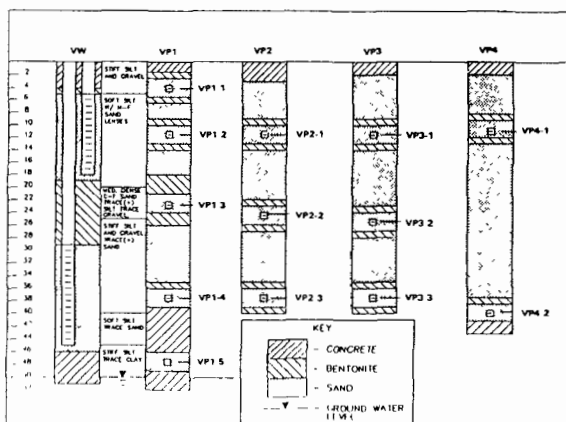 VW VP1 VP2 VP3 VP4
2
4
6
8
10
12
14
16
18
20
22
24
26
28
30
32
34
36
38
40
46
STIFF SILT
AND GRAVEL
SOFT SILT
W/ M-F
SAND
LENSES
MED. DENSE
C-F SAND
TRACE(+)
SILT TRACE
GRAVEL
STIFF SILT
AND GRAVEL
TRACE(+)
SAND
SOFT SILT
TRACE SAND
STIFF SILT
TRACE CLAY
VP1 1
VP1 2
VP1 3
VP1-4
VP1 5
VP2-1
VP2-2
VP2 3
VP3-1
VP3 2
VP3 3
VP4-1
VP4 2
KEY
- CONCRETE
- BENTONITE
- SAND
- GROUND WATER
LEVEL